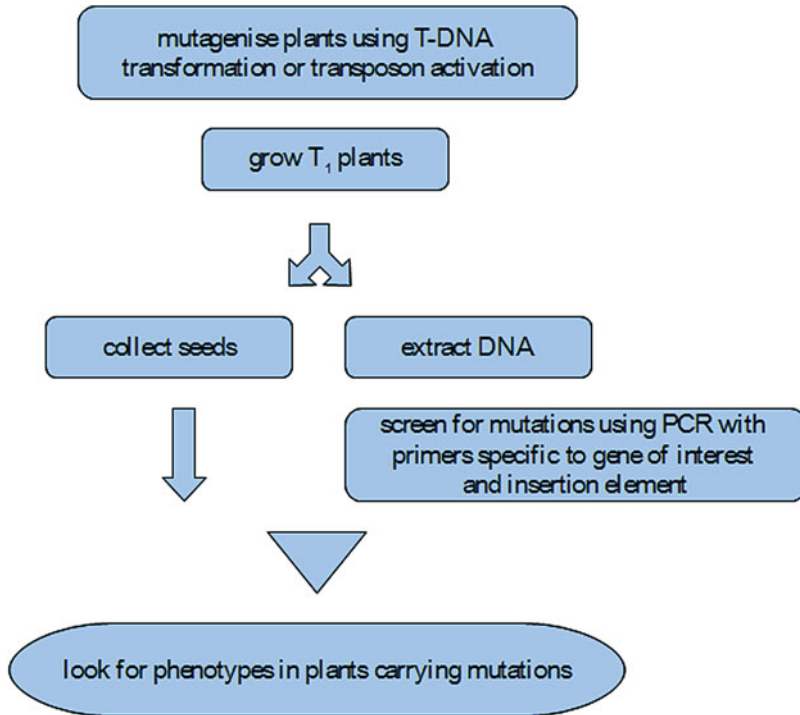 mutagenise plants using T-DNA
transformation or transposon activation
grow T₁ plants
collect seeds
extract DNA
screen for mutations using PCR with
primers specific to gene of interest
and insertion element
look for phenotypes in plants carrying mutations